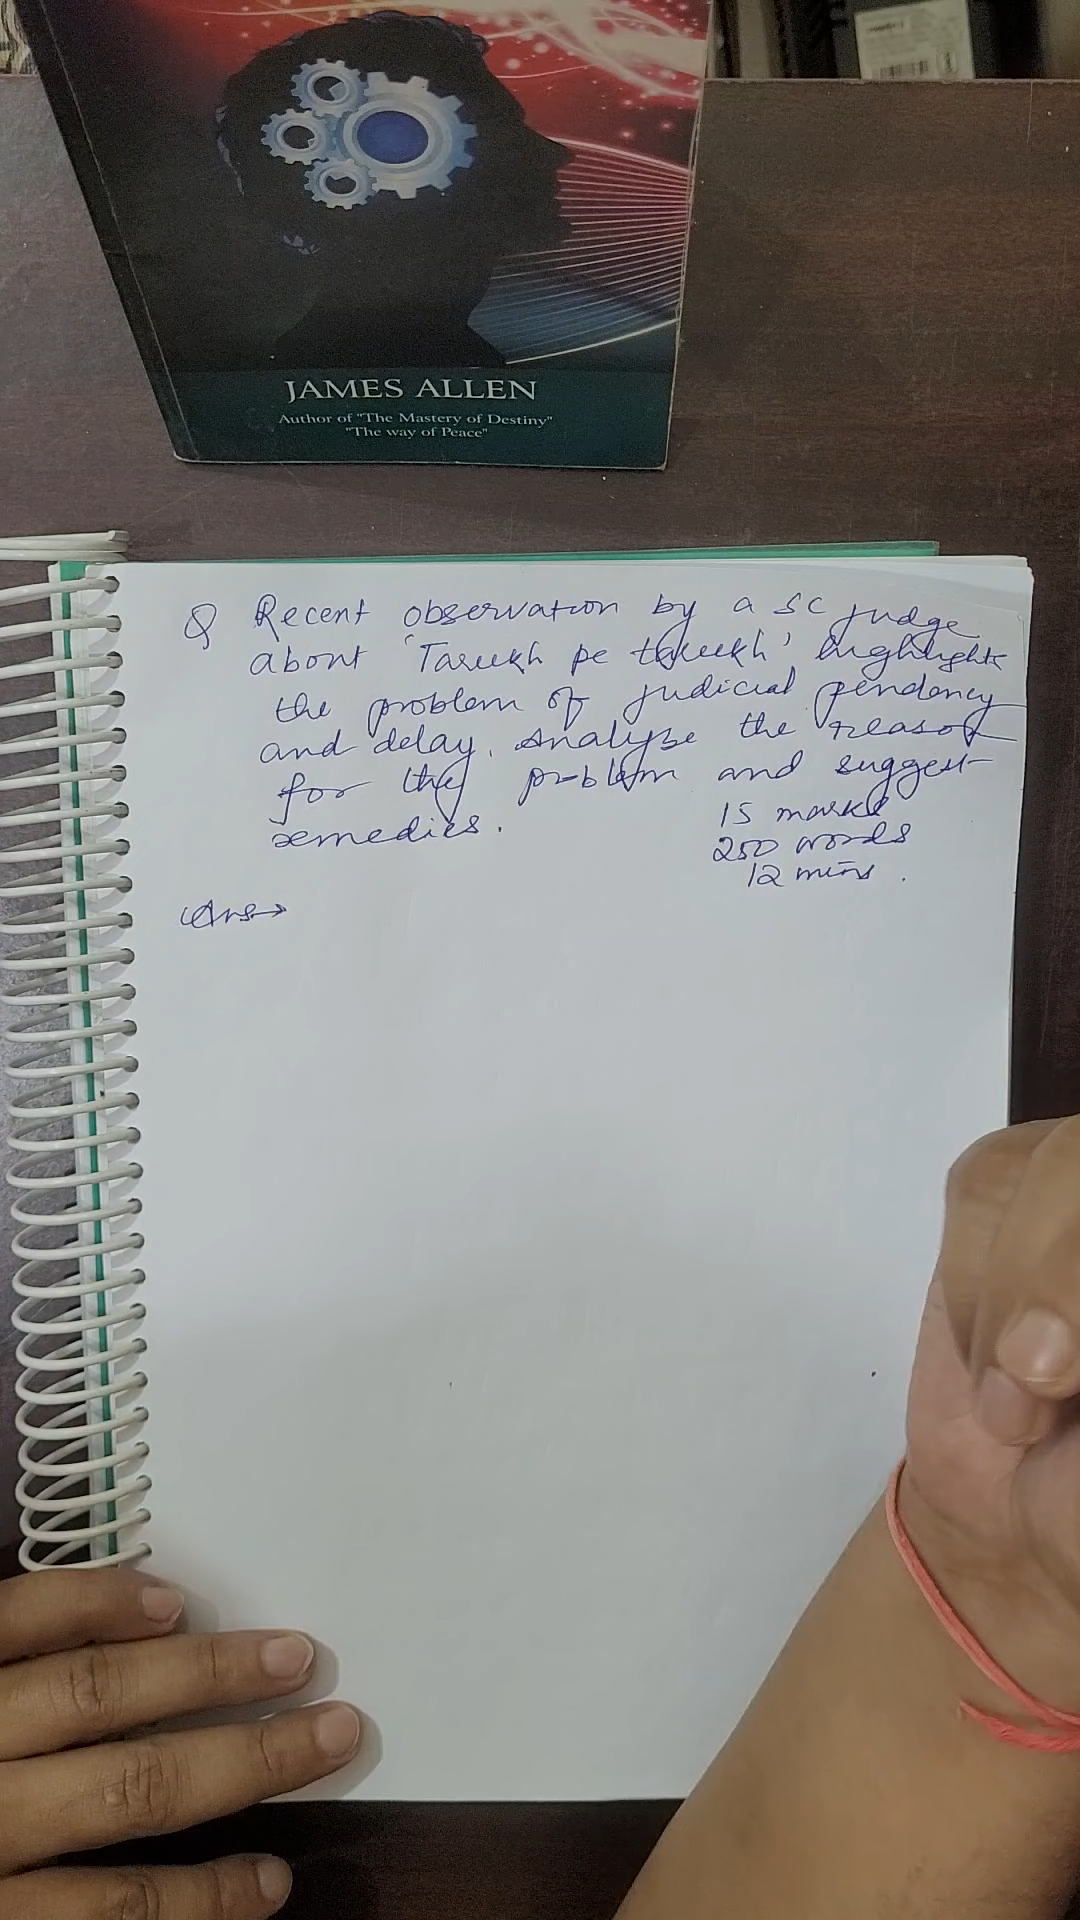 JAMES ALLEN
Author of "The Mastery of Destiny"
"The way of Peace"
Q Recent observation by a SC judge
about 'Tareekh pe tareekh' highlights
the problem of judicial pendency
and delay. Analyse the reason
for the problem and suggest
remedies.
15 marks
250 words
12 mins.
Ans→